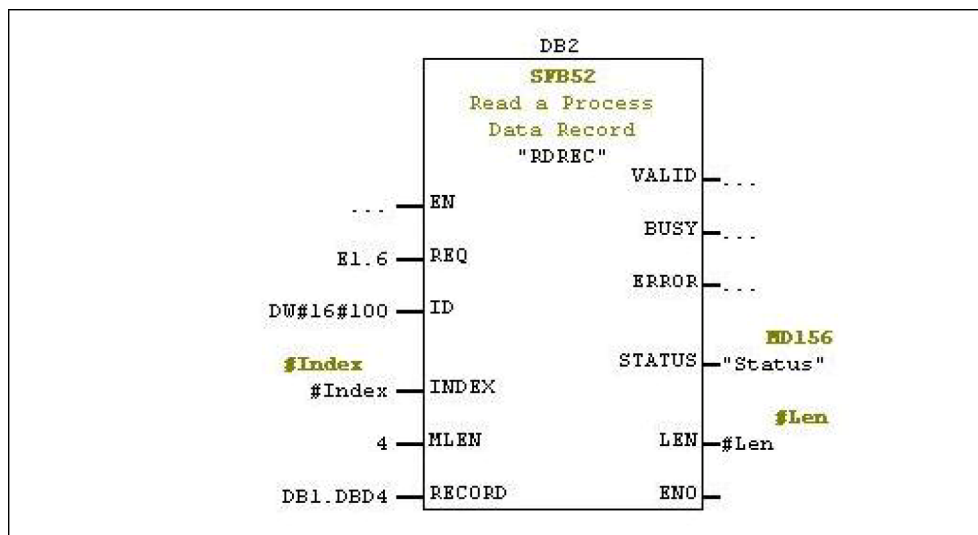 DB2
SFB52
Read a Process
Data Record
"RDREC"
VALID ...
... EN
BUSY ...
E1.6 REQ
ERROR ...
DW#16#100 ID
MD156
STATUS "Status"
#Index
#Index INDEX
#Len
4 MLEN LEN #Len
DB1.DBD4 RECORD ENO